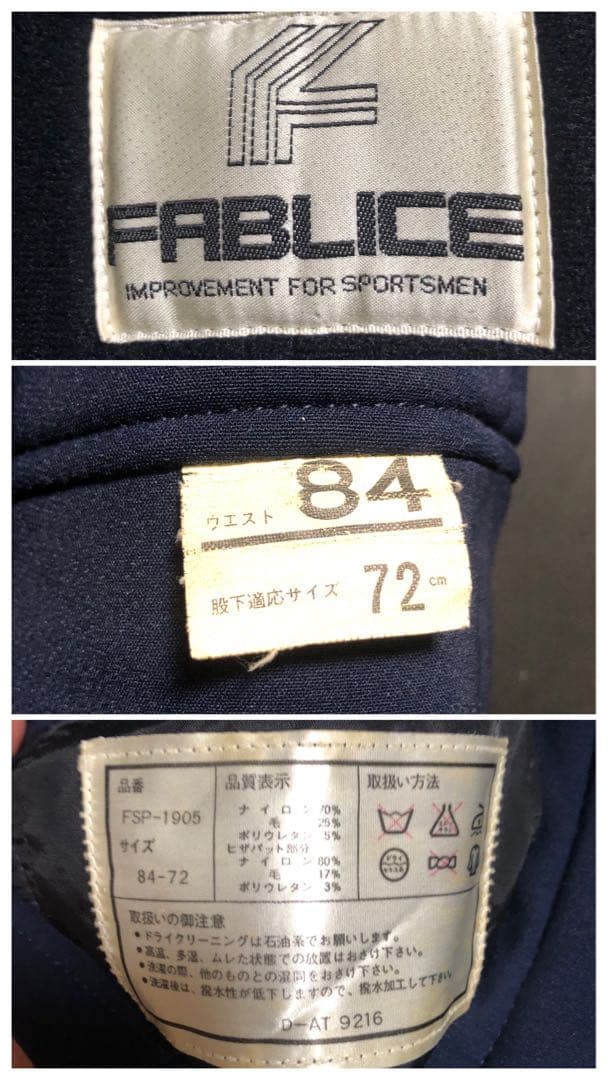 FABLICE
IMPROVEMENT FOR SPORTSMEN
ウエスト 84
股下適応サイズ 72 cm
品番
FSP-1905
サイズ
84-72
品質表示
ナイロン 70%
毛 25%
ポリウレタン 5%
ヒザパット部分
ナイロン 80%
毛 17%
ポリウレタン 3%
取扱い方法
ドライ
取扱いの御注意
●ドライクリーニングは石油系でお願いします。
●高温、多湿、ムレた状態での放置はおさけ下さい。
●洗濯の際、他のものとの混同をおさけ下さい。
●洗濯後は、撥水性が低下しますので、撥水加工して下さい。
D-AT 9216